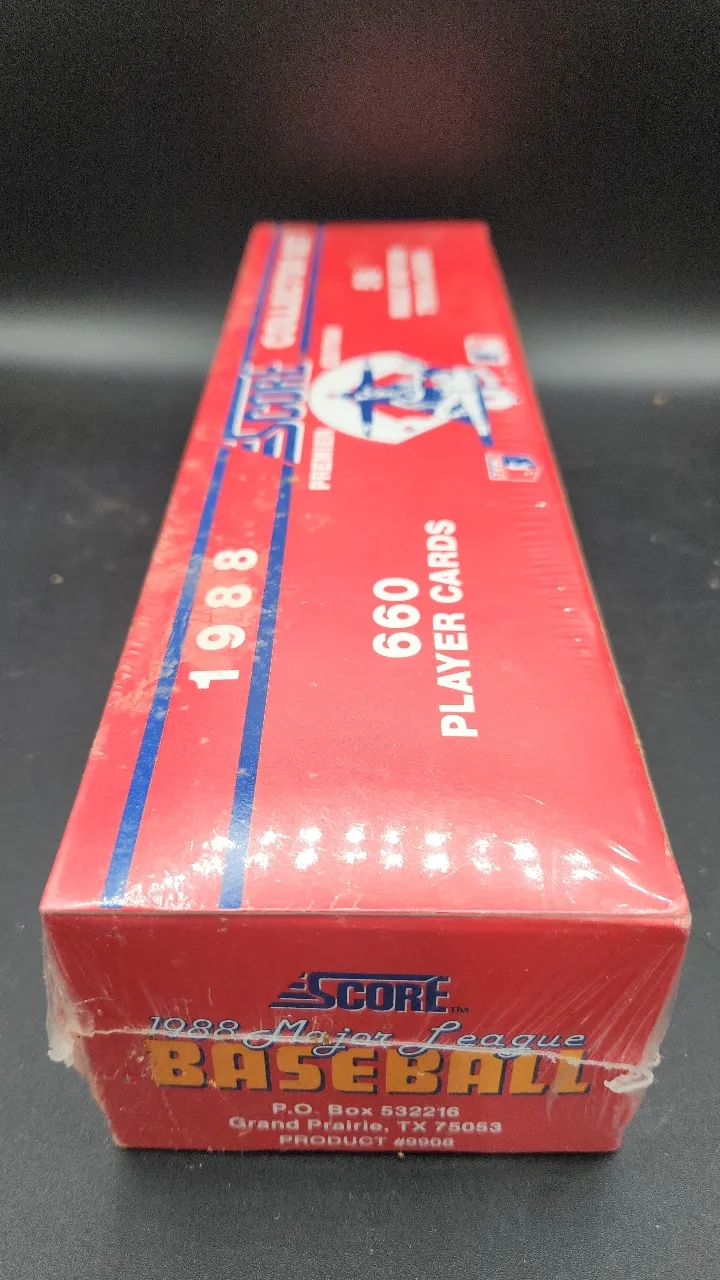 SCORE COLLECTOR SET
PREMIER EDITION
1988
660
PLAYER CARDS
SCORE™
1988 Major League
BASEBALL
P.O. Box 532216
Grand Prairie, TX 75053
PRODUCT #9908